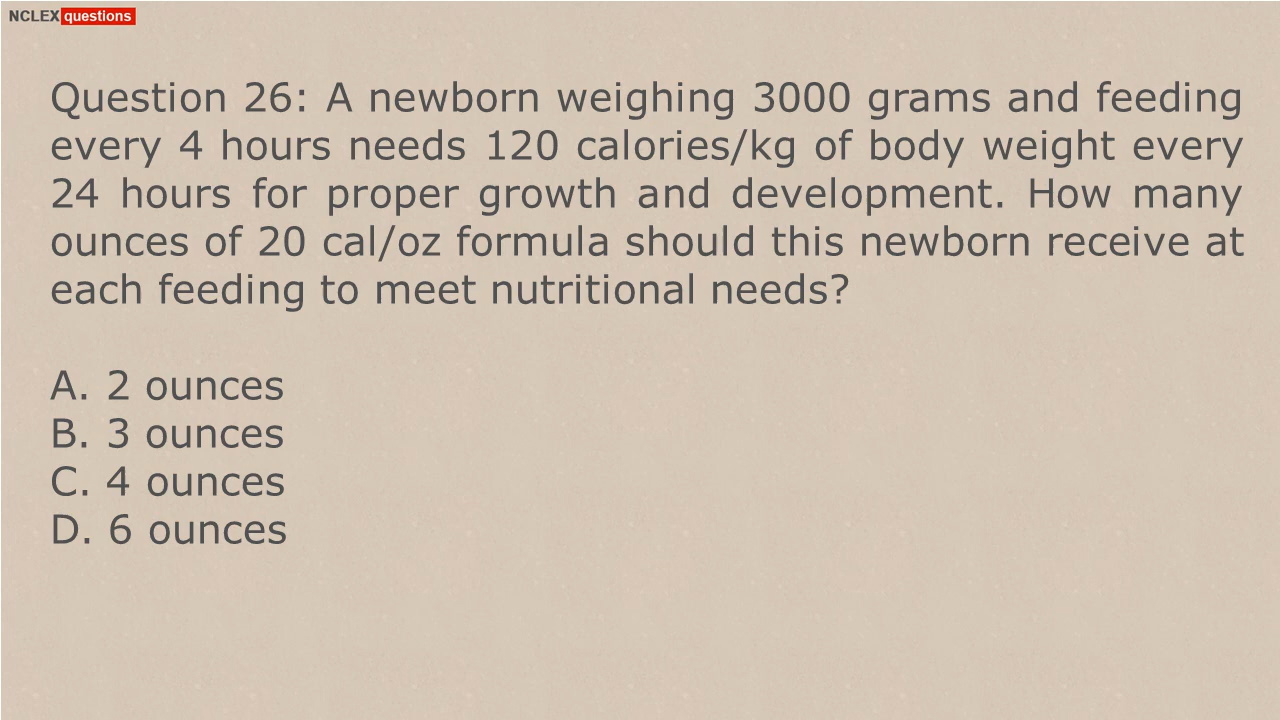 NCLEX questions
Question 26: A newborn weighing 3000 grams and feeding
every 4 hours needs 120 calories/kg of body weight every
24 hours for proper growth and development. How many
ounces of 20 cal/oz formula should this newborn receive at
each feeding to meet nutritional needs?
A. 2 ounces
B. 3 ounces
C. 4 ounces
D. 6 ounces